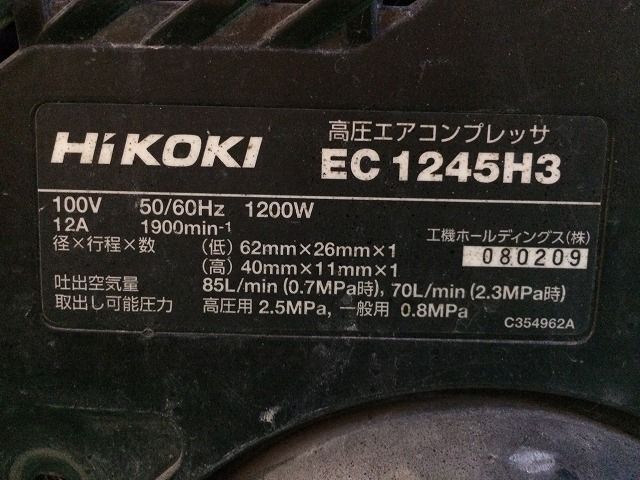 HiKOKI
高圧エアコンプレッサ
EC 1245H3
100V 50/60Hz 1200W
12A 1900min-1
径×行程×数 (低) 62mm×26mm×1
(高) 40mm×11mm×1
工機ホールディングス(株)
080209
吐出空気量 85L/min (0.7MPa時), 70L/min (2.3MPa時)
取出し可能圧力 高圧用 2.5MPa, 一般用 0.8MPa
C354962A